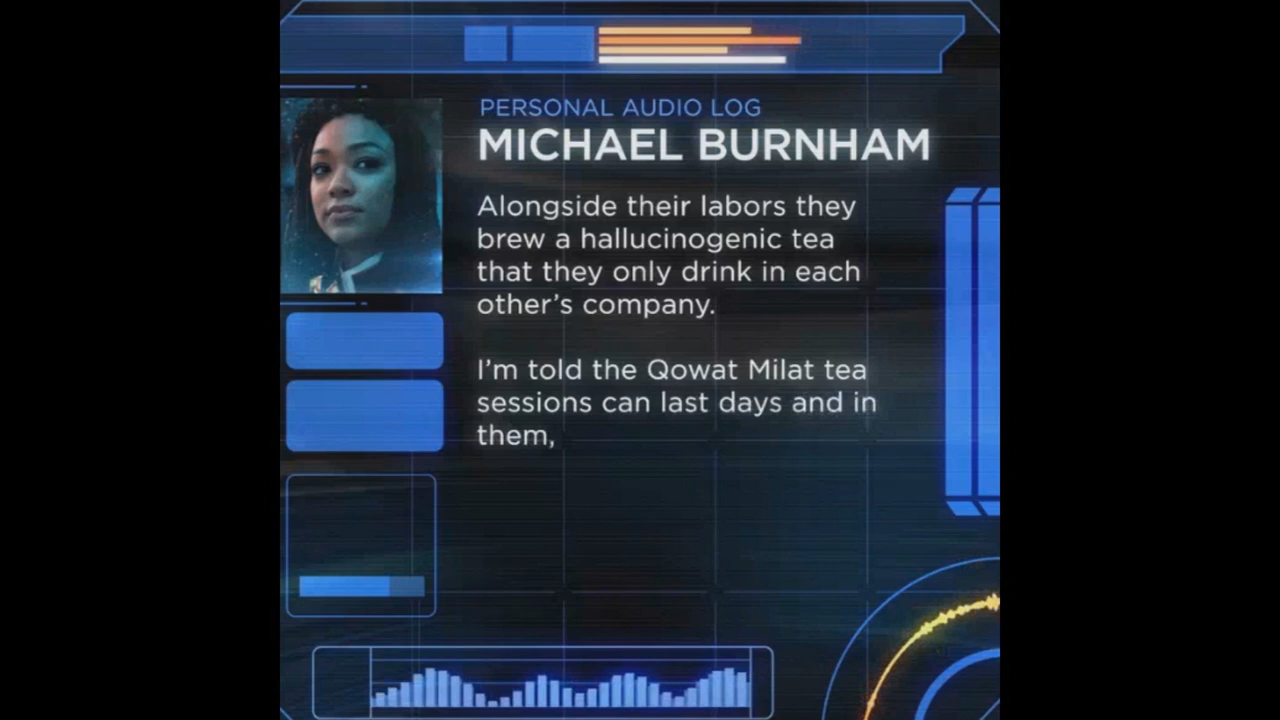 PERSONAL AUDIO LOG
MICHAEL BURNHAM
Alongside their labors they
brew a hallucinogenic tea
that they only drink in each
other’s company.
I’m told the Qowat Milat tea
sessions can last days and in
them,